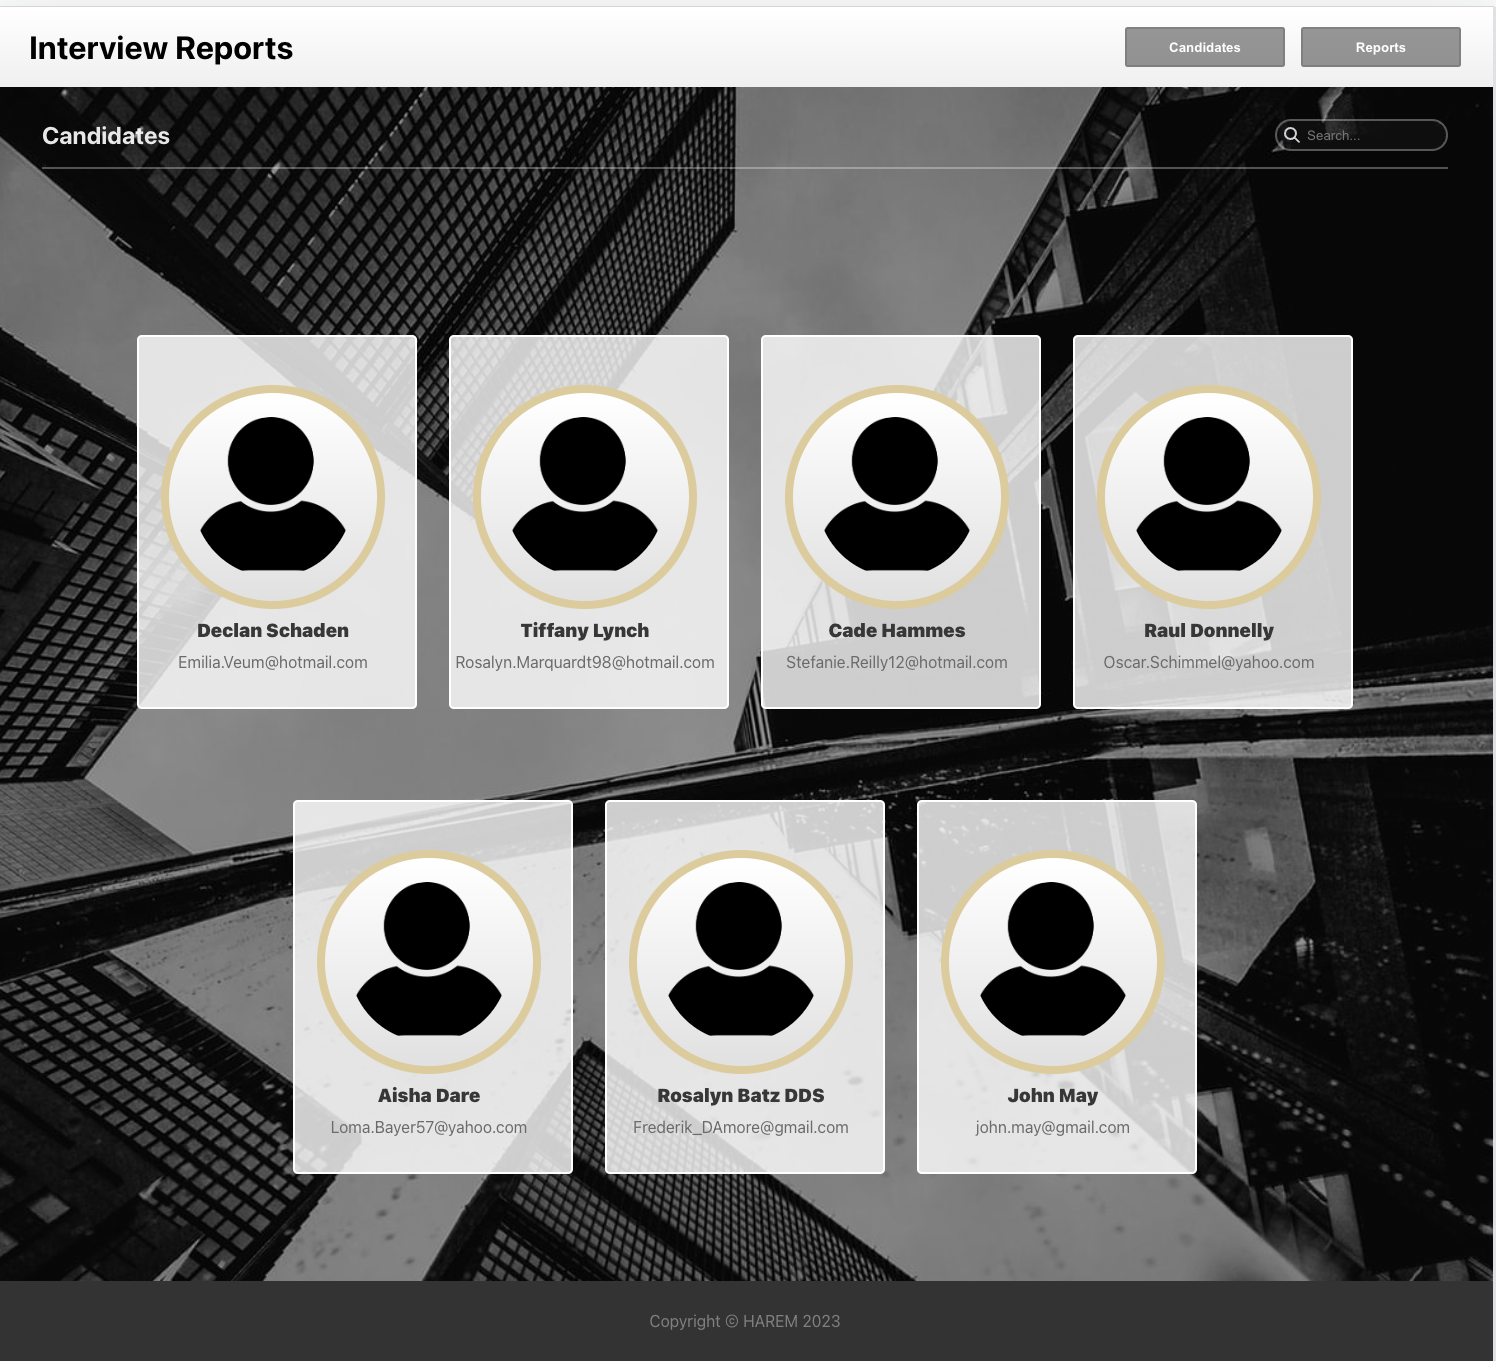 Interview Reports
Candidates
Reports
Candidates
Search...
Declan Schaden
Emilia.Veum@hotmail.com
Tiffany Lynch
Rosalyn.Marquardt98@hotmail.com
Cade Hammes
Stefanie.Reilly12@hotmail.com
Raul Donnelly
Oscar.Schimmel@yahoo.com
Aisha Dare
Loma.Bayer57@yahoo.com
Rosalyn Batz DDS
Frederik_DAmore@gmail.com
John May
john.may@gmail.com
Copyright © HAREM 2023